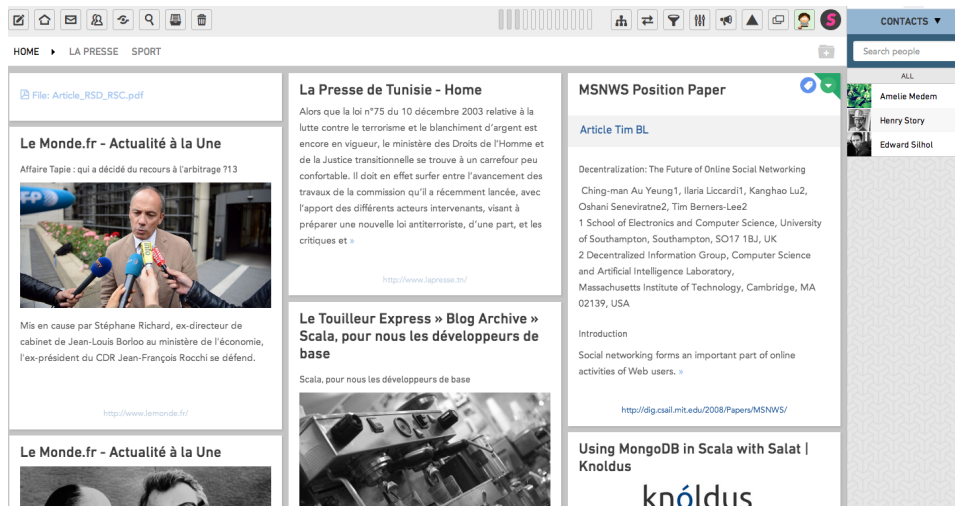 CONTACTS ▼
HOME ▸ LA PRESSE SPORT
Search people
ALL
Amelie Medem
Henry Story
Edward Silhol
File: Article_RSD_RSC.pdf
Le Monde.fr - Actualité à la Une
Affaire Tapie : qui a décidé du recours à l'arbitrage ?13
Mis en cause par Stéphane Richard, ex-directeur de
cabinet de Jean-Louis Borloo au ministère de l'économie,
l'ex-président du CDR Jean-François Rocchi se défend.
http://www.lemonde.fr/
Le Monde.fr - Actualité à la Une
La Presse de Tunisie - Home
Alors que la loi n°75 du 10 décembre 2003 relative à la
lutte contre le terrorisme et le blanchiment d'argent est
encore en vigueur, le ministère des Droits de l'Homme et
de la Justice transitionnelle se trouve à un carrefour peu
confortable. Il doit en effet surfer entre l'avancement des
travaux de la commission qu'il a récemment lancée, avec
l'apport des différents acteurs intervenants, visant à
préparer une nouvelle loi antiterroriste, d'une part, et les
critiques et »
http://www.lapresse.tn/
Le Touilleur Express » Blog Archive »
Scala, pour nous les développeurs de
base
Scala, pour nous les développeurs de base
MSNWS Position Paper
Article Tim BL
Decentralization: The Future of Online Social Networking
Ching-man Au Yeung1, Ilaria Liccardi1, Kanghao Lu2,
Oshani Seneviratne2, Tim Berners-Lee2
1 School of Electronics and Computer Science, University
of Southampton, Southampton, SO17 1BJ, UK
2 Decentralized Information Group, Computer Science
and Artificial Intelligence Laboratory,
Massachusetts Institute of Technology, Cambridge, MA
02139, USA
Introduction
Social networking forms an important part of online
activities of Web users. »
http://dig.csail.mit.edu/2008/Papers/MSNWS/
Using MongoDB in Scala with Salat |
Knoldus
knóldus